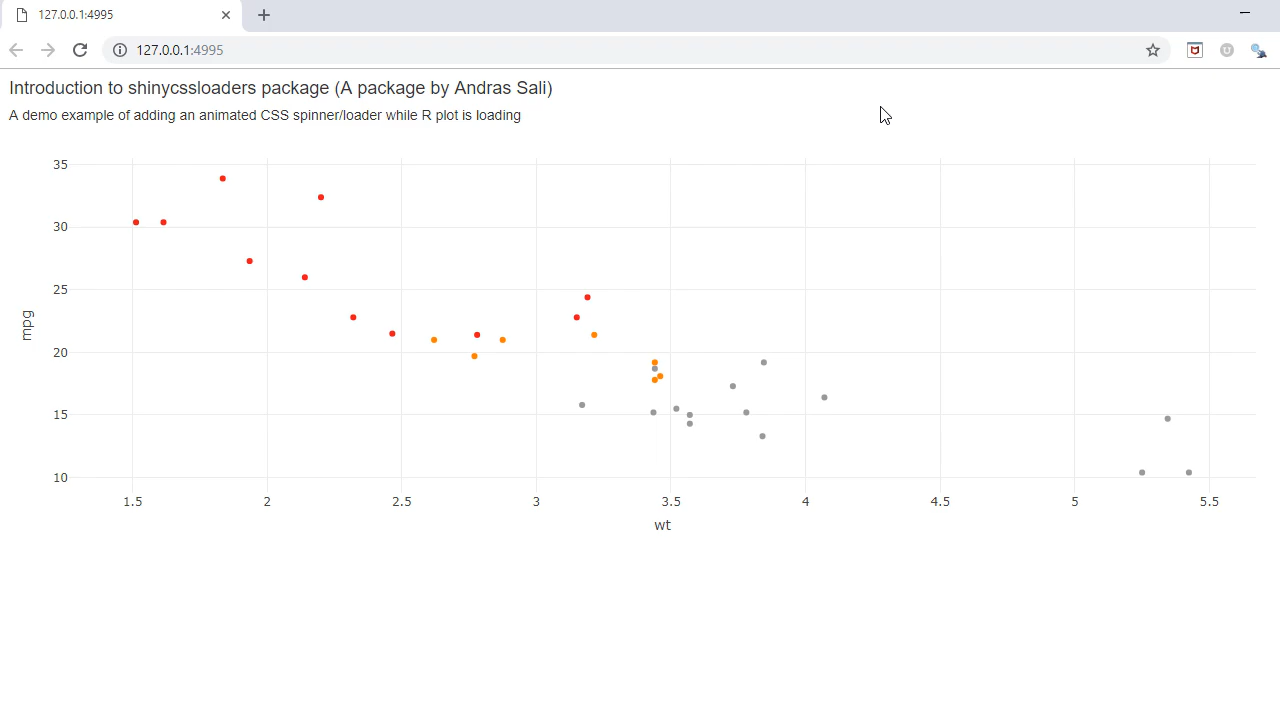 127.0.0.1:4995
127.0.0.1:4995
Introduction to shinycssloaders package (A package by Andras Sali)
A demo example of adding an animated CSS spinner/loader while R plot is loading
35
30
25
20
15
10
mpg
1.5 2 2.5 3 3.5 4 4.5 5 5.5
wt